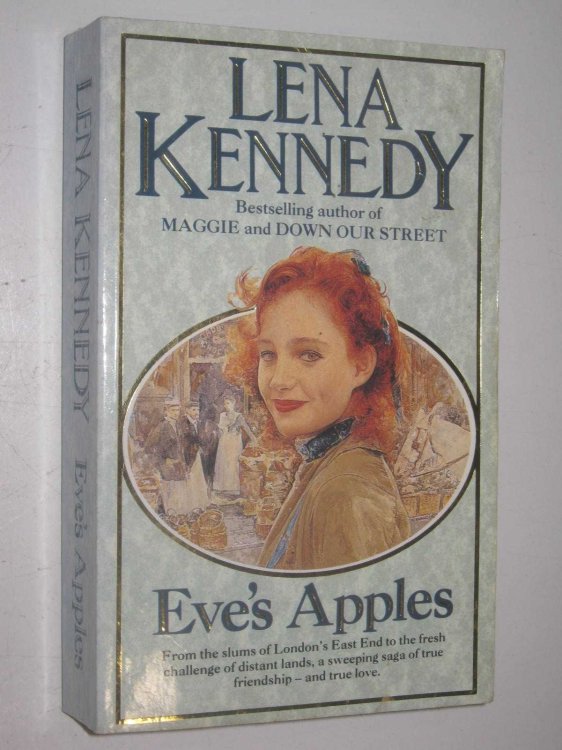 LENA
KENNEDY
Bestselling author of
MAGGIE and DOWN OUR STREET
Eve's Apples
From the slums of London's East End to the fresh
challenge of distant lands, a sweeping saga of true
friendship – and true love.
LENA KENNEDY Eve's Apples